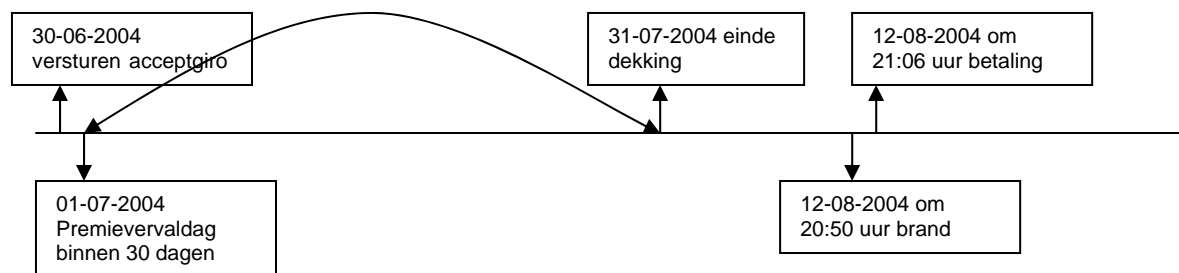 30-06-2004
versturen acceptgiro
31-07-2004 einde
dekking
12-08-2004 om
21:06 uur betaling
01-07-2004
Premievervaldag
binnen 30 dagen
12-08-2004 om
20:50 uur brand